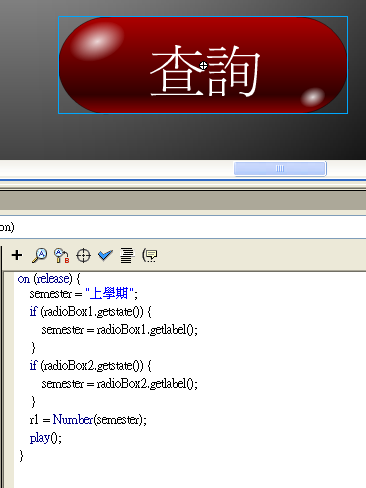 查詢
on)
on (release) {
semester = "上學期";
if (radioBox1.getstate()) {
semester = radioBox1.getlabel();
}
if (radioBox2.getstate()) {
semester = radioBox2.getlabel();
}
r1 = Number(semester);
play();
}